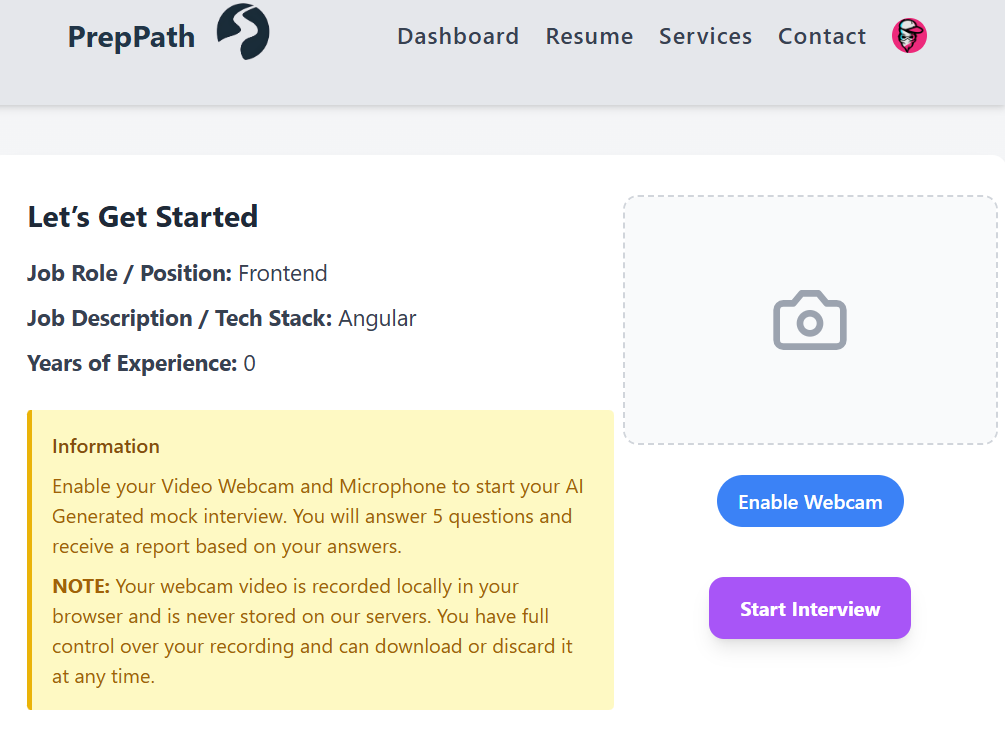 PrepPath
Dashboard Resume Services Contact
Let’s Get Started
Job Role / Position: Frontend
Job Description / Tech Stack: Angular
Years of Experience: 0
Information
Enable your Video Webcam and Microphone to start your AI
Generated mock interview. You will answer 5 questions and
receive a report based on your answers.
NOTE: Your webcam video is recorded locally in your
browser and is never stored on our servers. You have full
control over your recording and can download or discard it
at any time.
Enable Webcam
Start Interview